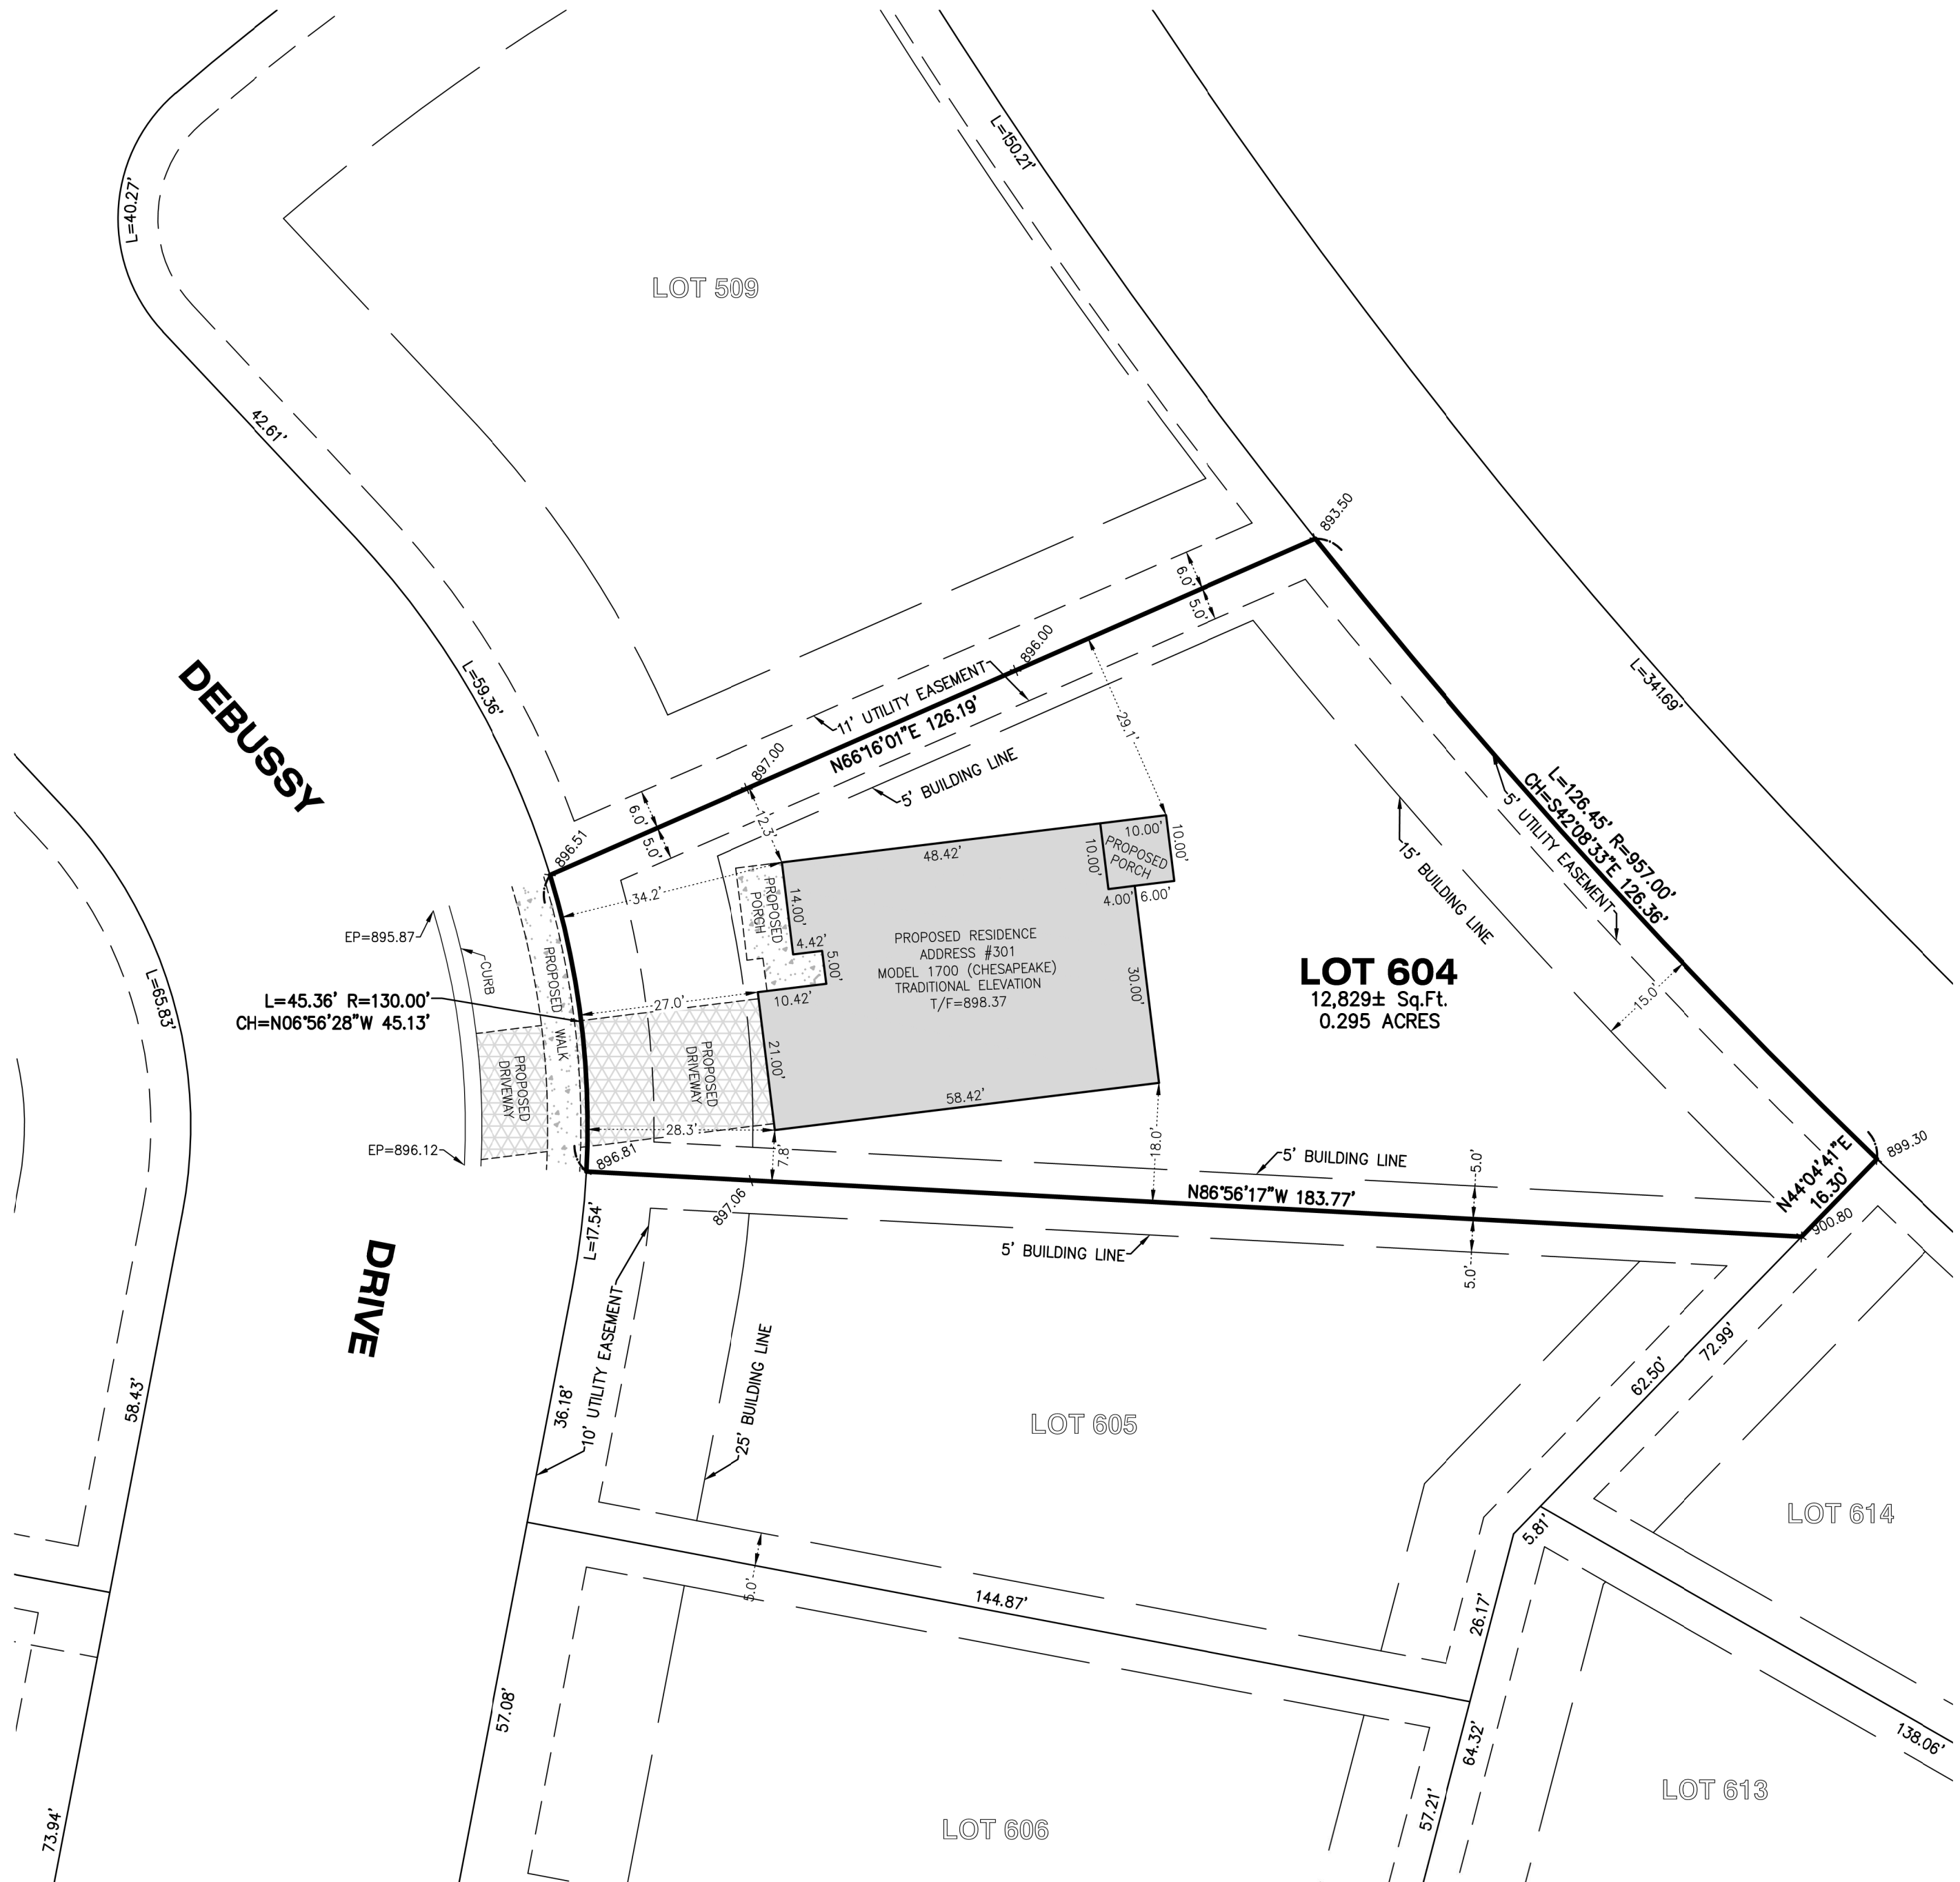 L=40.27'
L=150.21'
LOT 509
42.61'
893.50
6.0'
5.0'
896.00
L=341.69'
L=59.36'
DEBUSSY
11' UTILITY EASEMENT
N66°16'01"E 126.19'
29.1'
897.00
5' BUILDING LINE
6.0'
5.0'
12.3'
896.51
L=126.45' R=957.00'
CH=S42°08'33"E 126.36'
5' UTILITY EASEMENT
15' BUILDING LINE
10.00'
10.00'
10.00'
PROPOSED
PORCH
4.00'
6.00'
48.42'
34.2'
PROPOSED
PORCH
14.00'
4.42'
5.00'
10.42'
PROPOSED RESIDENCE
ADDRESS #301
MODEL 1700 (CHESAPEAKE)
TRADITIONAL ELEVATION
T/F=898.37
30.00'
LOT 604
12,829± Sq.Ft.
0.295 ACRES
15.0'
EP=895.87
CURB
PROPOSED WALK
L=65.83'
L=45.36' R=130.00'
CH=N06°56'28"W 45.13'
27.0'
PROPOSED
DRIVEWAY
PROPOSED
DRIVEWAY
21.00'
58.42'
28.3'
7.8'
18.0'
EP=896.12
896.81
897.06
5' BUILDING LINE
5.0'
N86°56'17"W 183.77'
N44°04'41"E
16.30'
899.30
900.80
L=17.54'
DRIVE
5' BUILDING LINE
5.0'
10' UTILITY EASEMENT
25' BUILDING LINE
36.18'
58.43'
LOT 605
62.50'
72.99'
LOT 614
5.81'
5.0'
144.87'
26.17'
57.08'
64.32'
138.06'
LOT 613
57.21'
LOT 606
73.94'